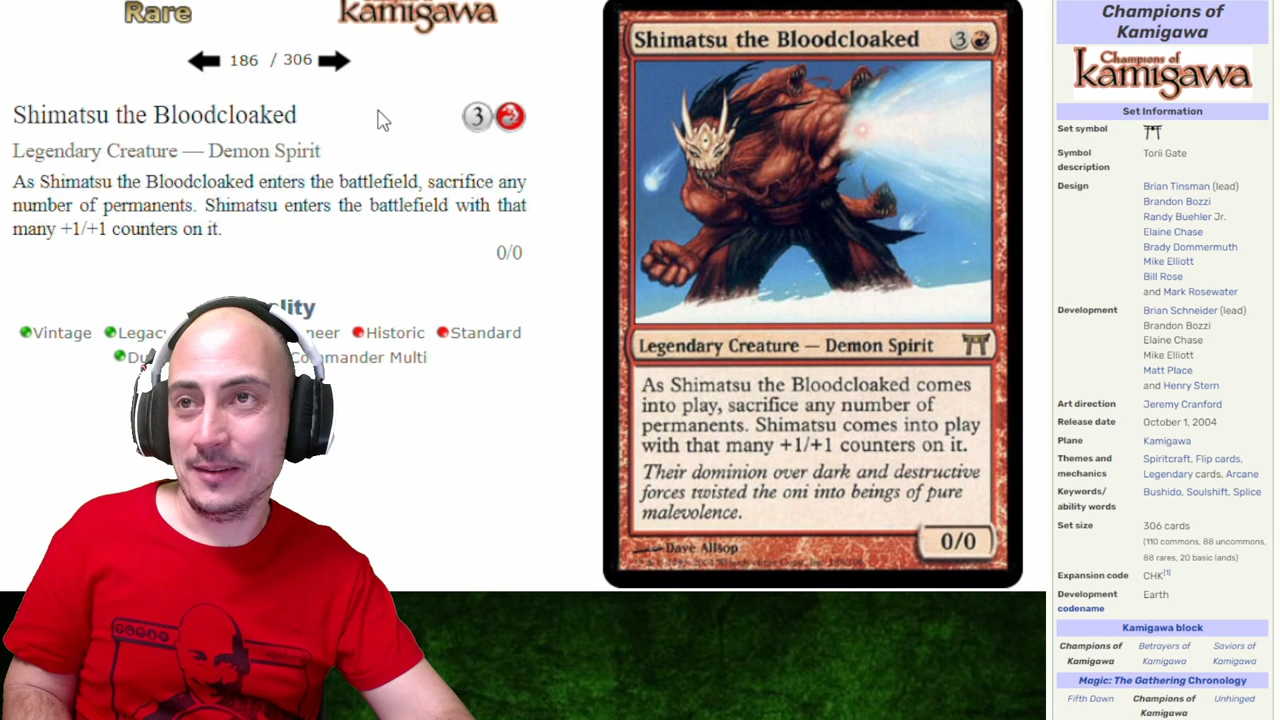 Rare
Champions of
kamigawa
186 / 306
Shimatsu the Bloodcloaked
3
Legendary Creature — Demon Spirit
As Shimatsu the Bloodcloaked enters the battlefield, sacrifice any
number of permanents. Shimatsu enters the battlefield with that
many +1/+1 counters on it.
0/0
Vintage
Historic
Standard
Commander Multi
Shimatsu the Bloodcloaked
3
Legendary Creature — Demon Spirit
As Shimatsu the Bloodcloaked comes
into play, sacrifice any number of
permanents. Shimatsu comes into play
with that many +1/+1 counters on it.
Their dominion over dark and destructive
forces twisted the oni into beings of pure
malevolence.
0/0
Dave Allsop
Champions of
Kamigawa
Champions of
kamigawa
Set Information
Set symbol
Symbol description Torii Gate
Design Brian Tinsman (lead)
Brandon Bozzi
Randy Buehler Jr.
Elaine Chase
Brady Dommermuth
Mike Elliott
Bill Rose
and Mark Rosewater
Development Brian Schneider (lead)
Brandon Bozzi
Elaine Chase
Mike Elliott
Matt Place
and Henry Stern
Art direction Jeremy Cranford
Release date October 1, 2004
Plane Kamigawa
Themes and Spiritcraft, Flip cards,
mechanics Legendary cards, Arcane
Keywords/ Bushido, Soulshift, Splice
ability words
Set size 306 cards
(110 commons, 88 uncommons,
88 rares, 20 basic lands)
Expansion code CHK[1]
Development Earth
codename
Kamigawa block
Champions of Betrayers of Saviors of
Kamigawa Kamigawa Kamigawa
Magic: The Gathering Chronology
Fifth Dawn Champions of Unhinged
Kamigawa